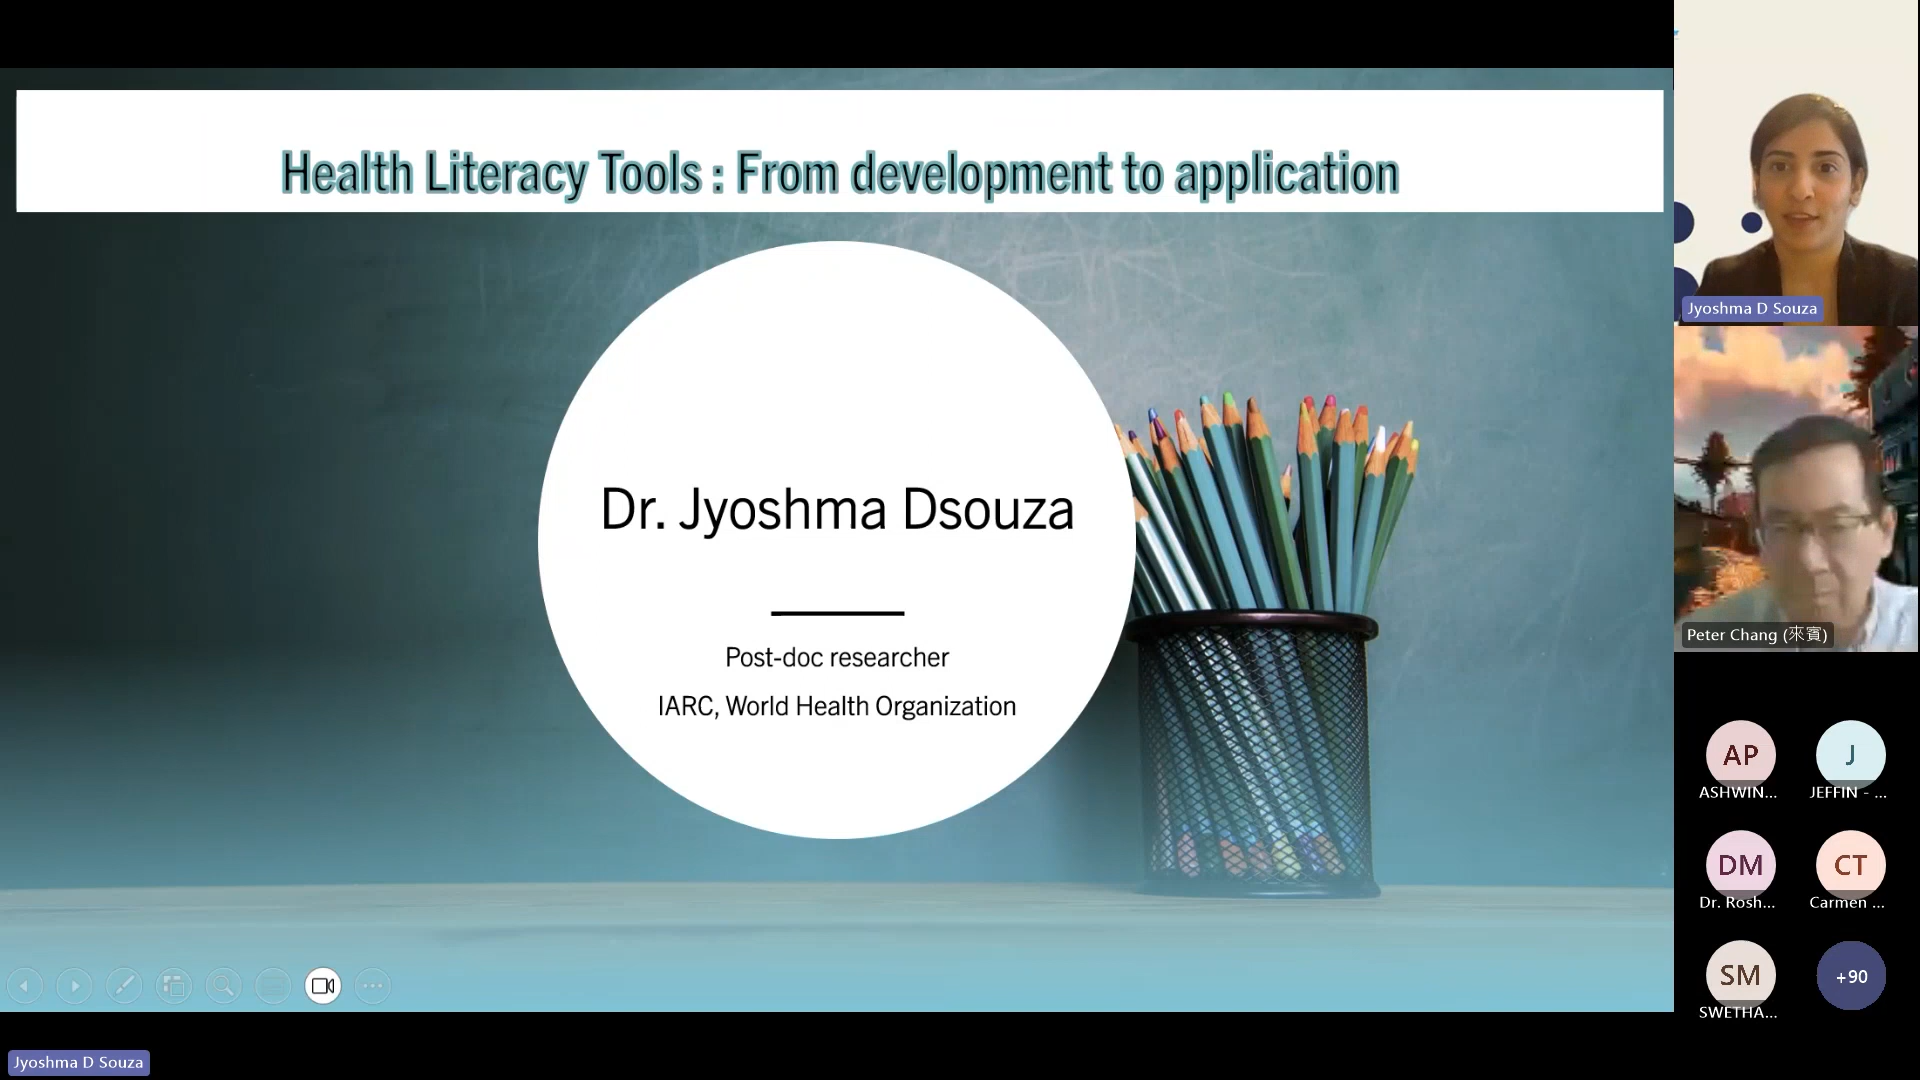 Health Literacy Tools : From development to application
Dr. Jyoshma Dsouza
Post-doc researcher
IARC, World Health Organization
Jyoshma D Souza
Peter Chang (來賓)
AP
ASHWIN...
J
JEFFIN - ...
DM
Dr. Rosh...
CT
Carmen ...
SM
SWETHA...
+90
Jyoshma D Souza